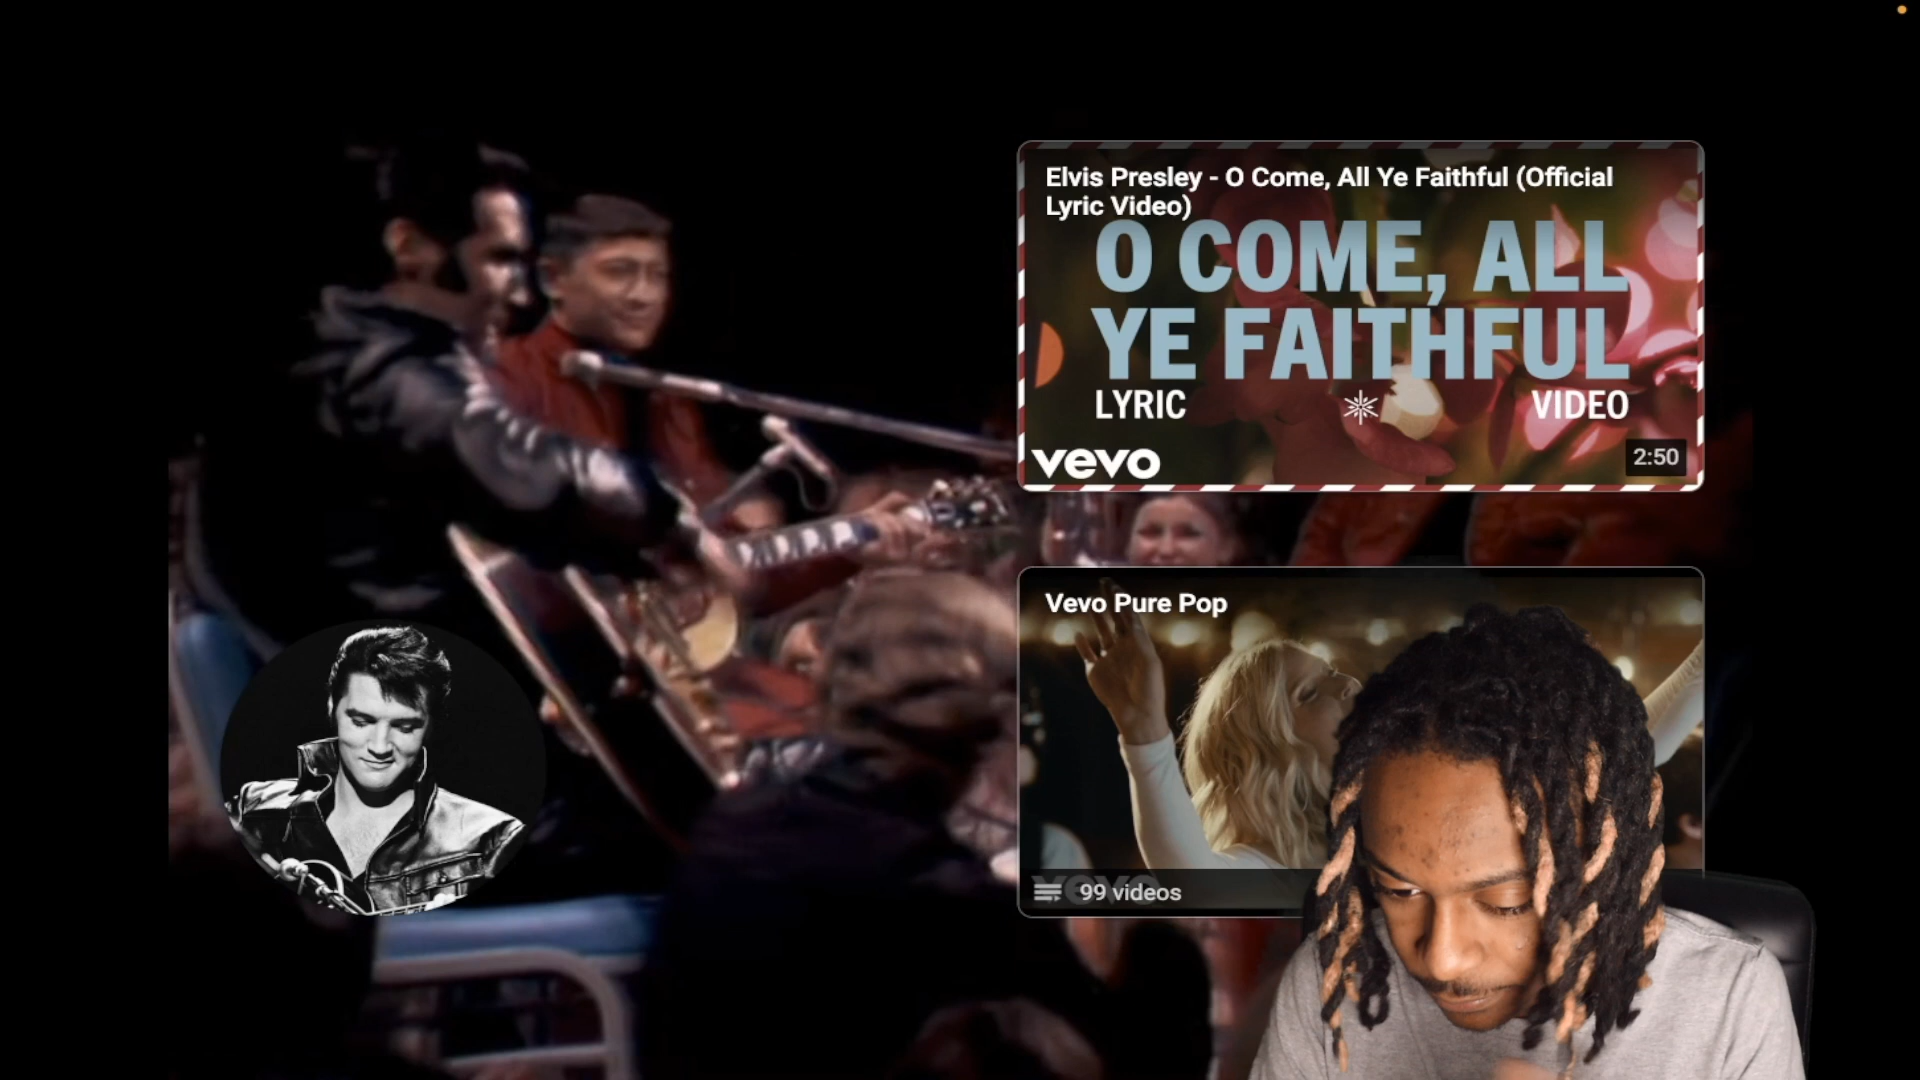 Elvis Presley - O Come, All Ye Faithful (Official
Lyric Video)
O COME, ALL
YE FAITHFUL
LYRIC VIDEO
vevo
2:50
Vevo Pure Pop
vevo
99 videos